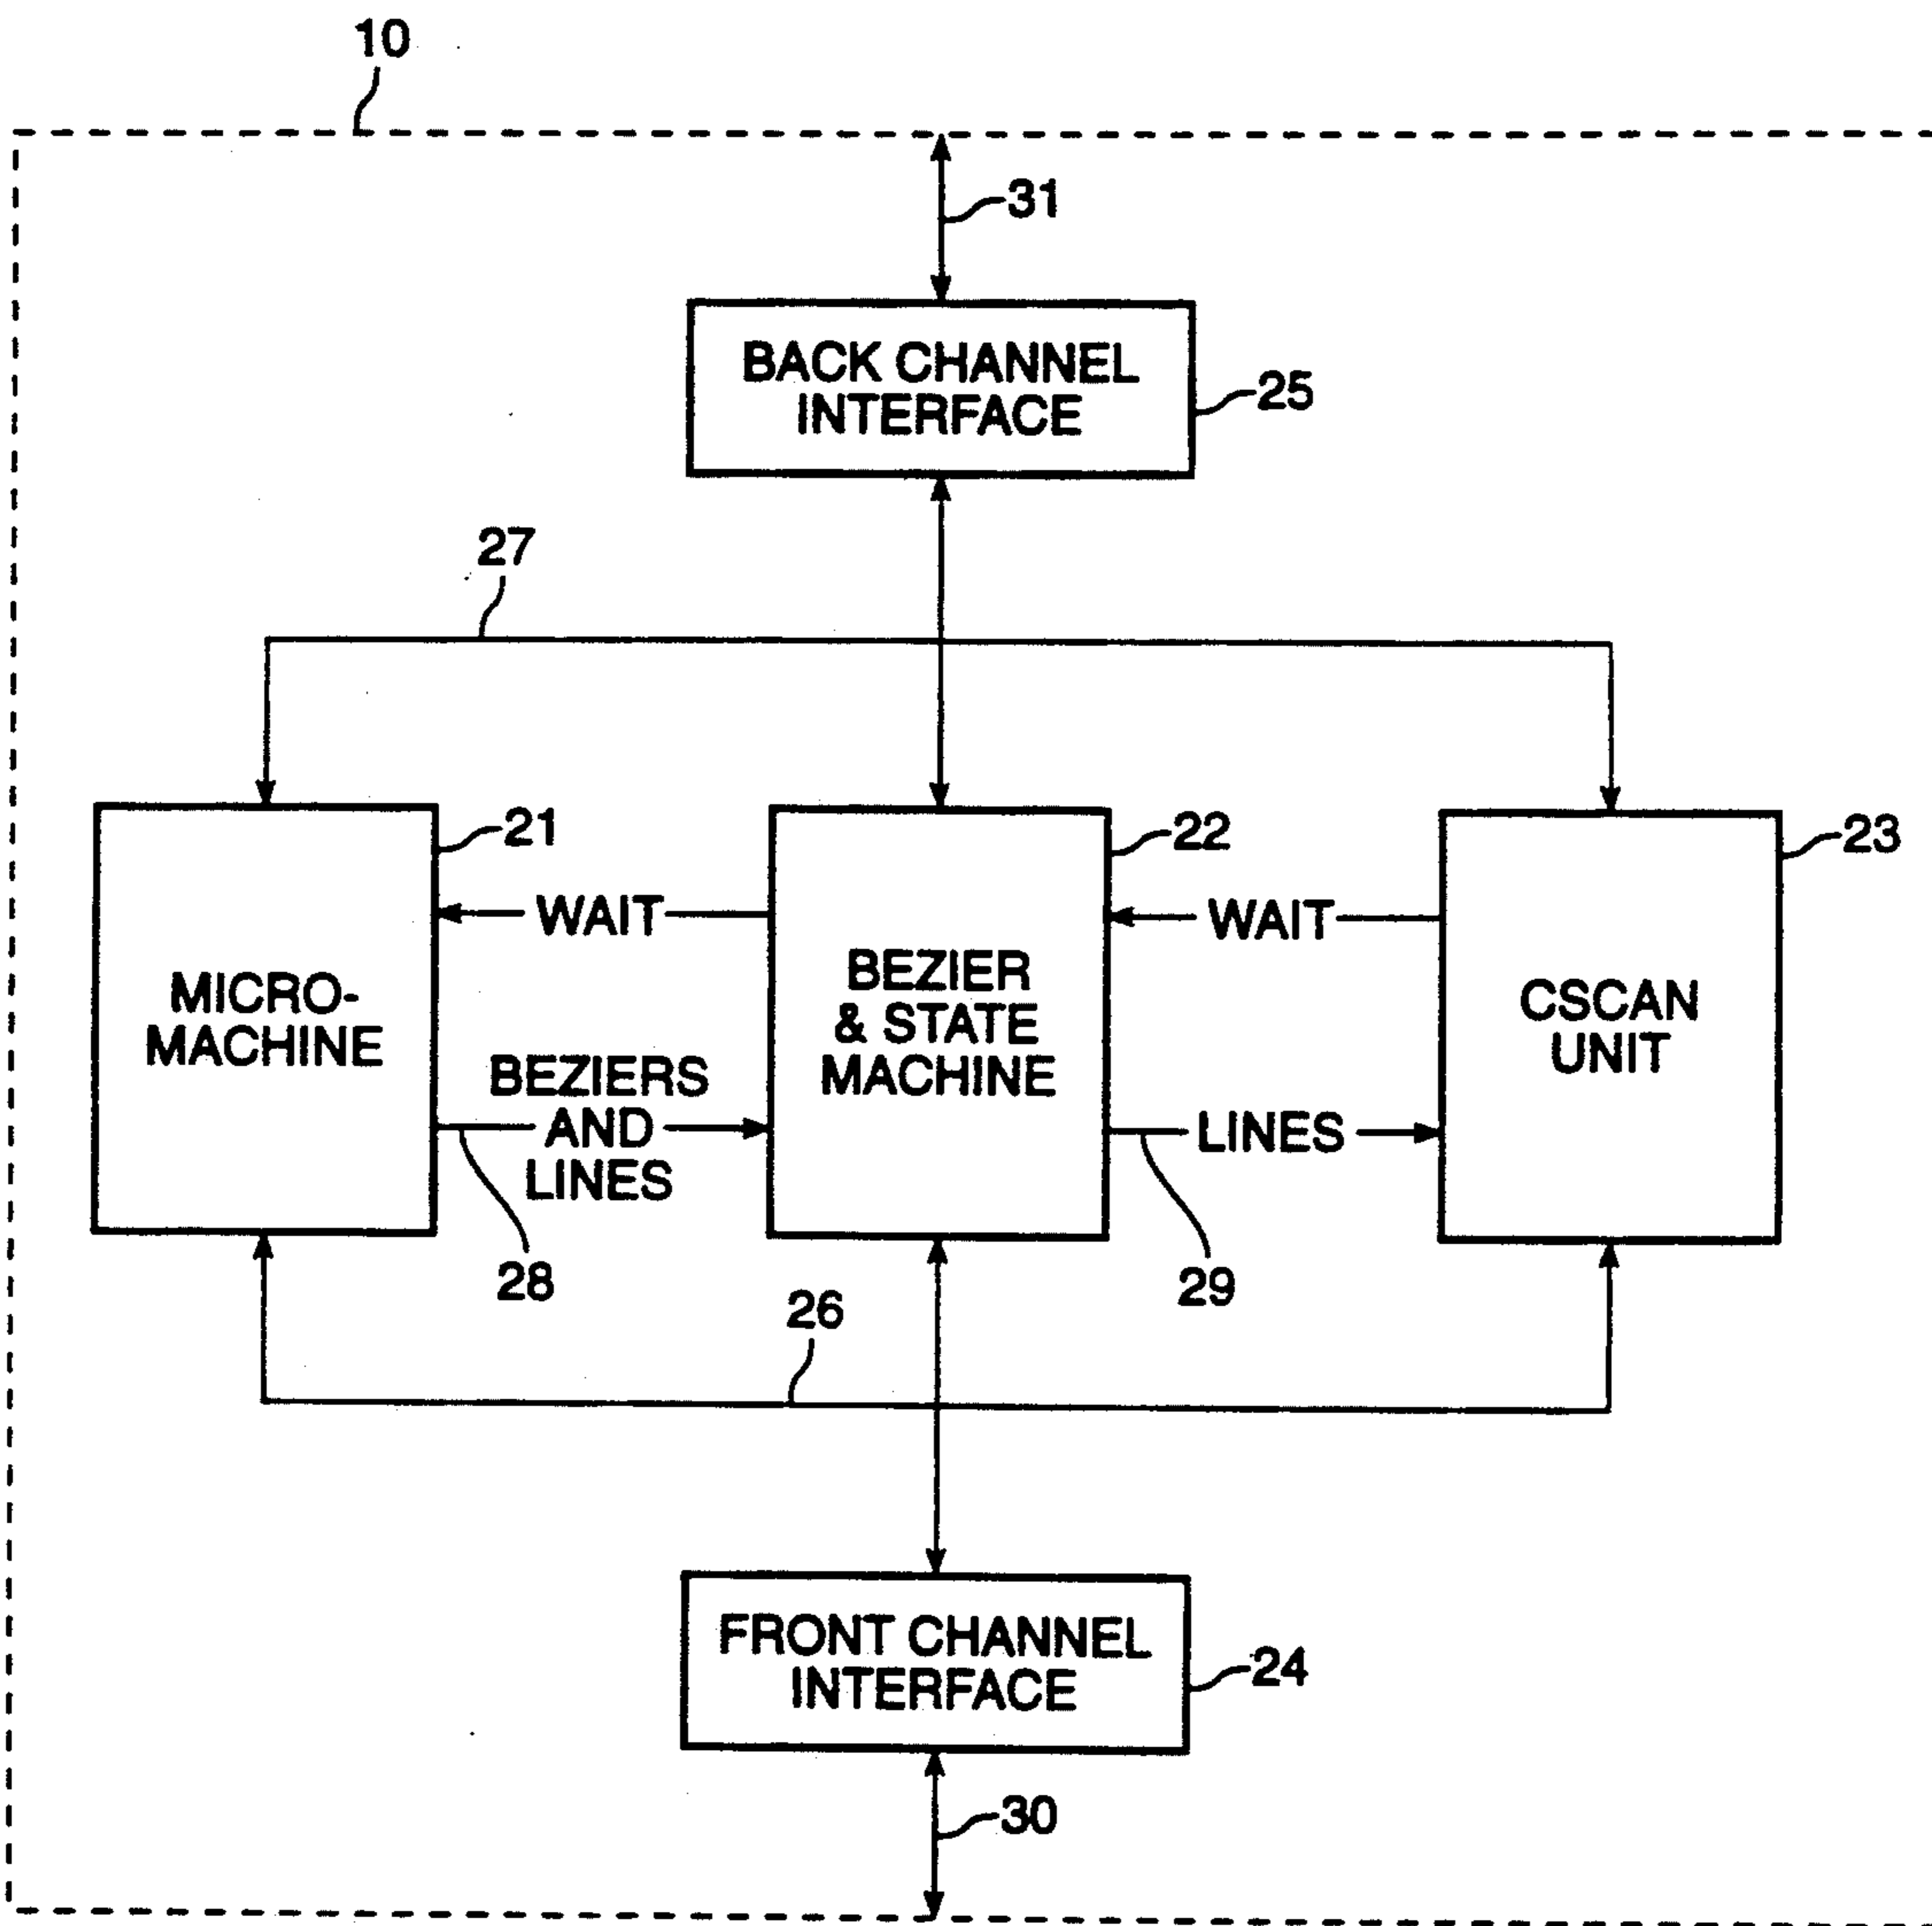 10
31
BACK CHANNEL
INTERFACE
25
27
21
22
23
WAIT
WAIT
MICRO-
MACHINE
BEZIER
& STATE
MACHINE
CSCAN
UNIT
BEZIERS
AND
LINES
LINES
28
29
26
FRONT CHANNEL
INTERFACE
24
30